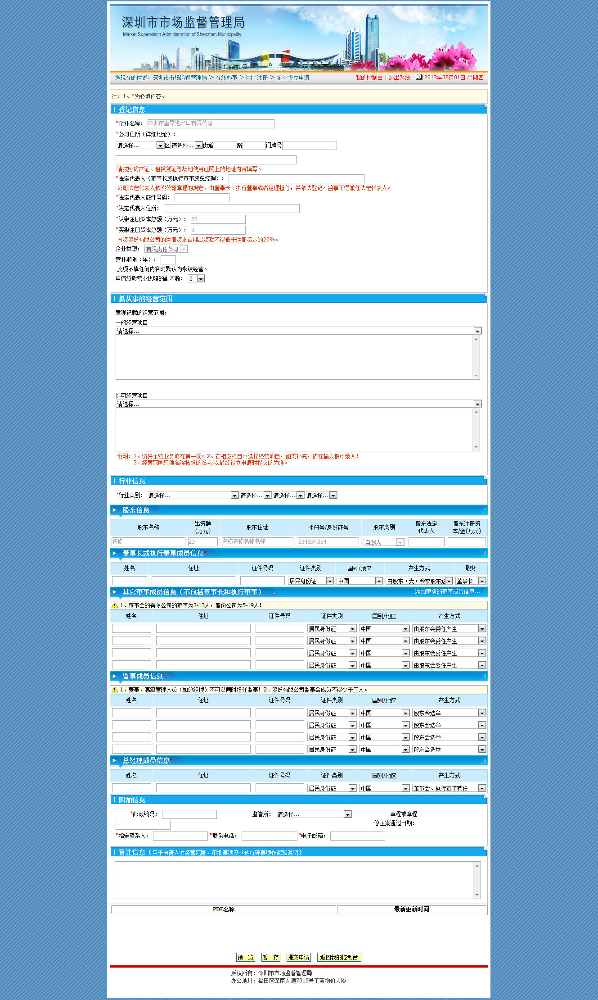 深圳市市场监督管理局
Market Supervision Administration of Shenzhen Municipality
您现在的位置：深圳市市场监督管理局 > 在线办事 > 网上注册 > 企业设立申请 我的控制台 | 退出系统 2013年08月01日 星期四
注：1、*为必填内容。
登记信息
*企业名称： 深圳市壹零进出口有限公司
*公司住所（详细地址）：
请选择... 区 请选择... 街道 路 门牌号
请按照房产证、租赁凭证等场地使用证明上的地址内容填写。
*法定代表人（董事长或执行董事或总经理）：
公司法定代表人依照公司章程的规定，由董事长、执行董事或者经理担任，并依法登记。监事不得兼任法定代表人。
*法定代表人证件号码：
*法定代表人住所：
*认缴注册资本总额（万元）： 23
*实缴注册资本总额（万元）： 0
内资股份有限公司的注册资本首期出资额不得低于注册资本的20%。
企业类型： 有限责任公司
营业期限（年）：
此项不填任何内容时默认为永续经营。
申请纸质营业执照的副本数： 0
拟从事的经营范围
章程记载的经营范围：
一般经营项目
请选择...
许可经营项目
请选择...
说明：1、请将主营业务填在第一项；2、在相应栏目中选择经营项目，如需补充，请在输入框中录入！
3、经营范围只做名称核准的参考,以最终设立申请时提交的为准。
行业信息
*行业类别： 请选择... 请选择... 请选择... 请选择...
股东信息
股东名称 出资额(万元) 股东住址 注册号/身份证号 股东类别 股东法定代表人 股东注册资本/金(万元)
名称 23 名称名称名称名称 534534354 自然人
董事长或执行董事成员信息*
姓名 住址 证件号码 证件类别 国别/地区 产生方式 职务
居民身份证 中国 由股东（大）会或股东选 董事长
其它董事成员信息（不包括董事长和执行董事） 添加更多的董事成员信息...
1、董事会的有限公司的董事为3-13人，股份公司为5-19人！
姓名 住址 证件号码 证件类别 国别/地区 产生方式
居民身份证 中国 由股东会委任产生
居民身份证 中国 由股东会委任产生
居民身份证 中国 由股东会委任产生
居民身份证 中国 由股东会委任产生
监事成员信息*
1、董事、高级管理人员（如总经理）不可以同时担任监事！2、股份有限公司监事会成员不得少于三人。
姓名 住址 证件号码 证件类别 国别/地区 产生方式
居民身份证 中国 股东会选举
居民身份证 中国 股东会选举
居民身份证 中国 股东会选举
居民身份证 中国 股东会选举
总经理成员信息*
姓名 住址 证件号码 证件类别 国别/地区 产生方式
居民身份证 中国 董事会、执行董事聘任
附加信息
*邮政编码： 监管所： 请选择... 章程或章程
修正案通过日期：
*指定联系人： *联系电话： *电子邮箱：
备注信息（用于申请人对经营范围、审批事项及其他特殊事项作解释说明）
PDF名称 最新更新时间
预 览 暂 存 提交申请 返回我的控制台
版权所有：深圳市市场监督管理局
办公地址：福田区深南大道7010号工商物价大厦